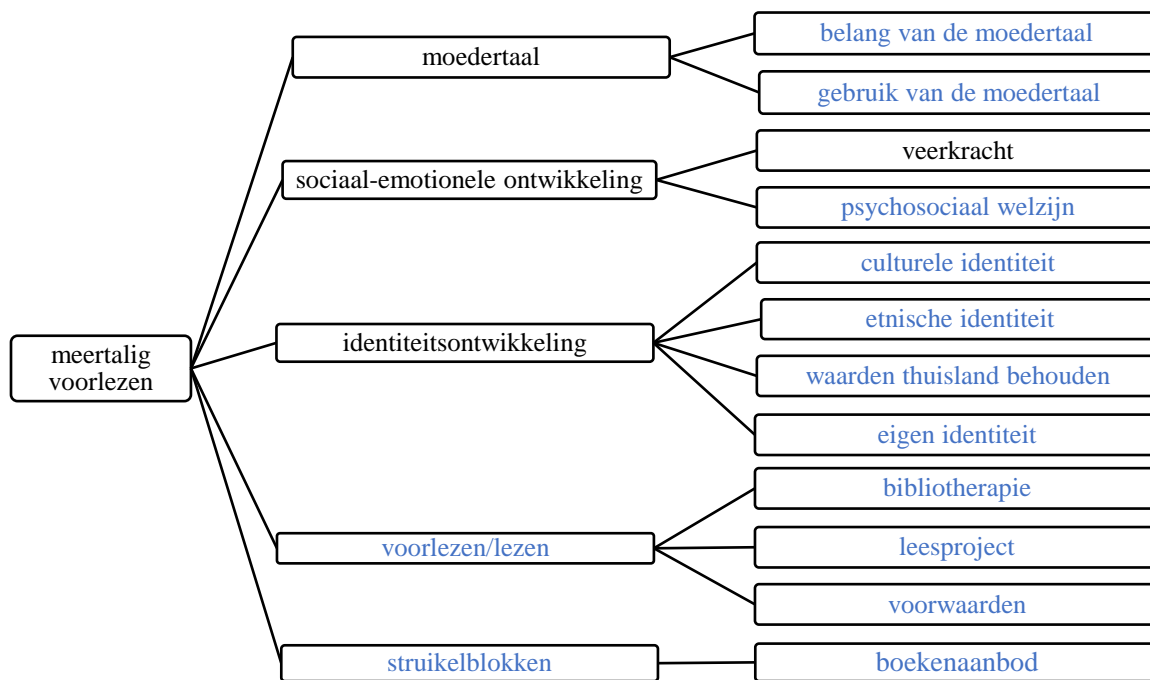 meertalig
voorlezen
moedertaal
belang van de moedertaal
gebruik van de moedertaal
sociaal-emotionele ontwikkeling
veerkracht
psychosociaal welzijn
identiteitsontwikkeling
culturele identiteit
etnische identiteit
waarden thuisland behouden
eigen identiteit
voorlezen/lezen
bibliotherapie
leesproject
voorwaarden
struikelblokken
boekenaanbod